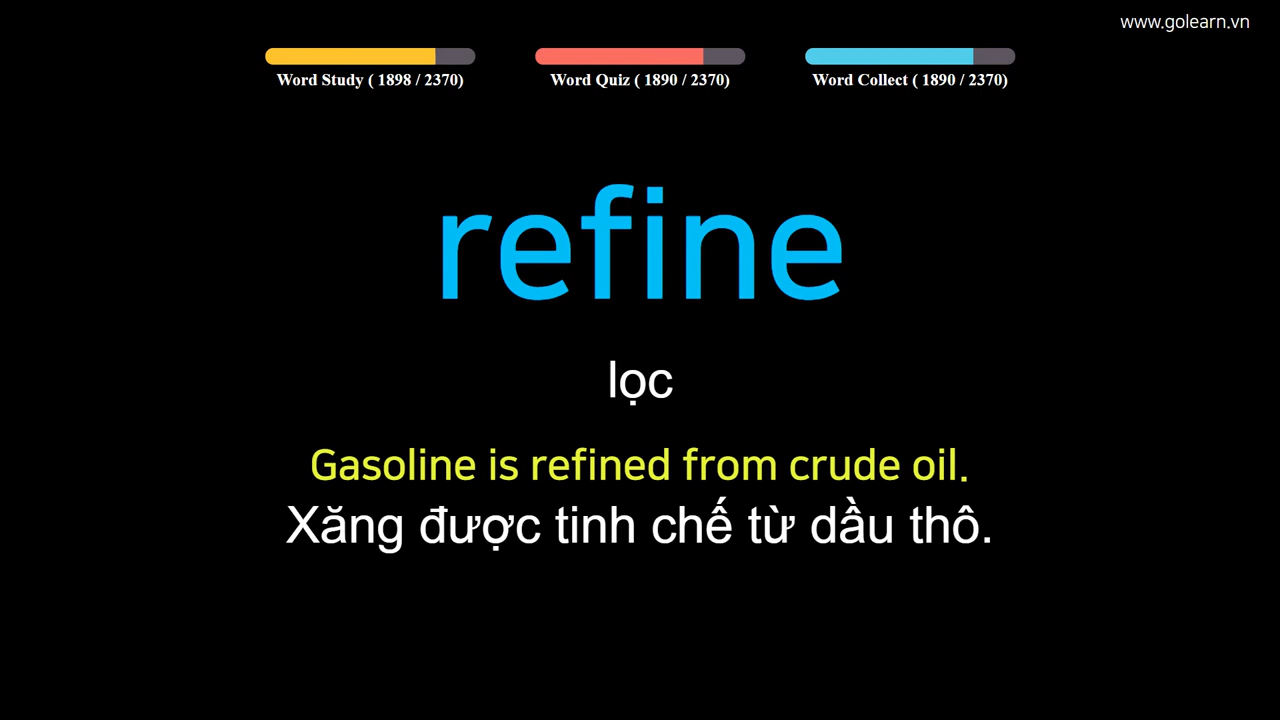 www.golearn.vn
Word Study ( 1898 / 2370) Word Quiz ( 1890 / 2370) Word Collect ( 1890 / 2370)
refine
lọc
Gasoline is refined from crude oil.
Xăng được tinh chế từ dầu thô.